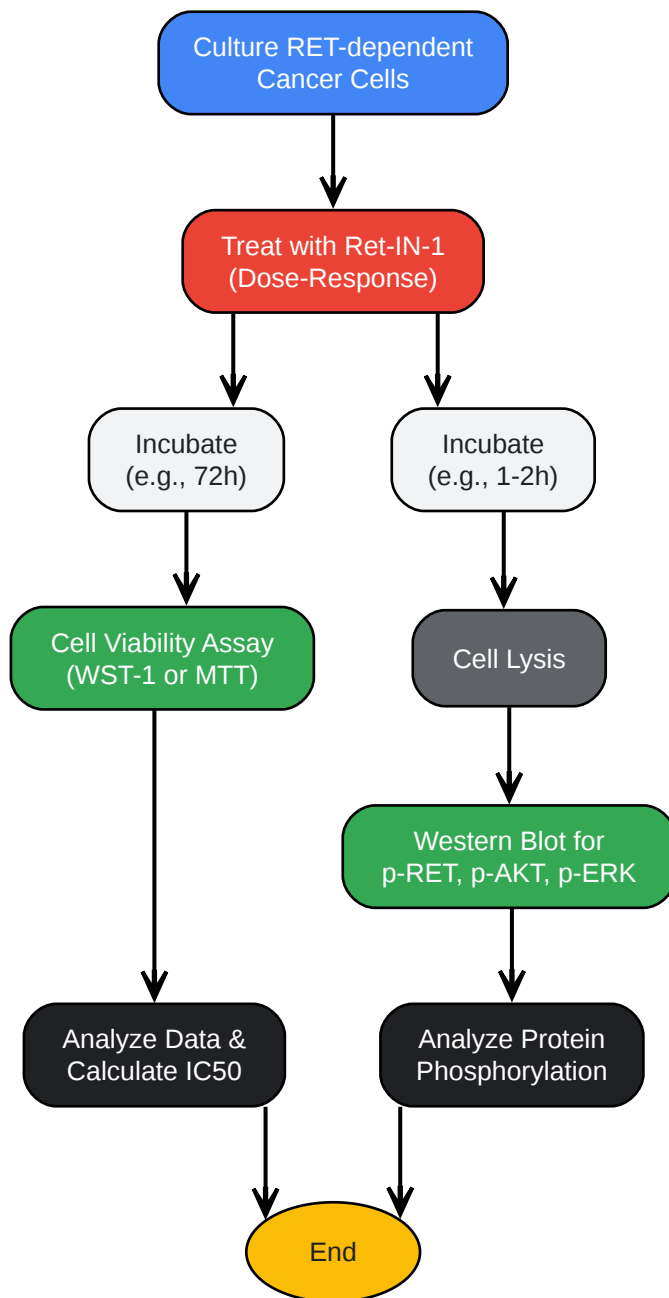 Culture RET-dependent
Cancer Cells
Treat with Ret-IN-1
(Dose-Response)
Incubate
(e.g., 72h)
Incubate
(e.g., 1-2h)
Cell Viability Assay
(WST-1 or MTT)
Cell Lysis
Western Blot for
p-RET, p-AKT, p-ERK
Analyze Data &
Calculate IC50
Analyze Protein
Phosphorylation
End